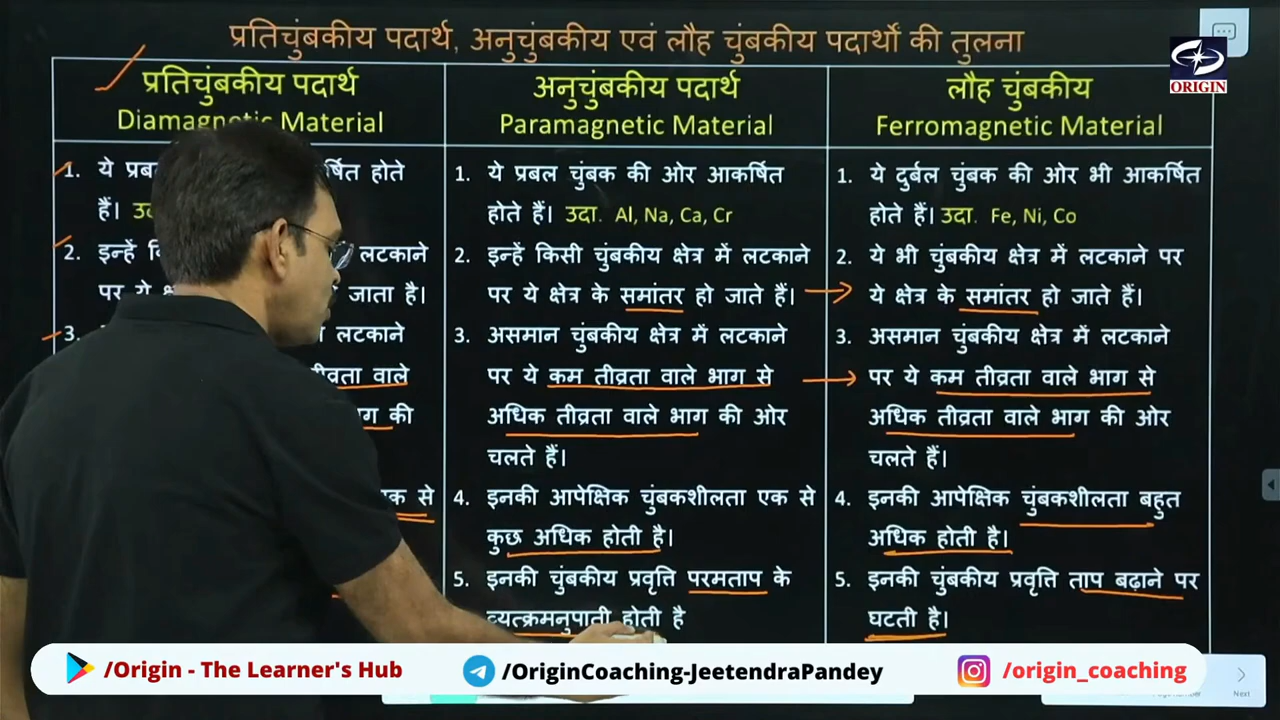 प्रतिचुंबकीय पदार्थ, अनुचुंबकीय एवं लौह चुंबकीय पदार्थों की तुलना
ORIGIN
प्रतिचुंबकीय पदार्थ
Diamagnetic Material
1. ये होते
हैं।
2. इन्हें लटकाने
पर ये जाता है।
3. लटकाने
वाले
की
एक से
अनुचुंबकीय पदार्थ
Paramagnetic Material
1. ये प्रबल चुंबक की ओर आकर्षित
होते हैं। उदा. Al, Na, Ca, Cr
2. इन्हें किसी चुंबकीय क्षेत्र में लटकाने
पर ये क्षेत्र के समांतर हो जाते हैं।
3. असमान चुंबकीय क्षेत्र में लटकाने
पर ये कम तीव्रता वाले भाग से
अधिक तीव्रता वाले भाग की ओर
चलते हैं।
4. इनकी आपेक्षिक चुंबकशीलता एक से
कुछ अधिक होती है।
5. इनकी चुंबकीय प्रवृत्ति परमताप के
व्यत्क्रमनुपाती होती है
लौह चुंबकीय
Ferromagnetic Material
1. ये दुर्बल चुंबक की ओर भी आकर्षित
होते हैं। उदा. Fe, Ni, Co
2. ये भी चुंबकीय क्षेत्र में लटकाने पर
ये क्षेत्र के समांतर हो जाते हैं।
3. असमान चुंबकीय क्षेत्र में लटकाने
पर ये कम तीव्रता वाले भाग से
अधिक तीव्रता वाले भाग की ओर
चलते हैं।
4. इनकी आपेक्षिक चुंबकशीलता बहुत
अधिक होती है।
5. इनकी चुंबकीय प्रवृत्ति ताप बढ़ाने पर
घटती है।
/Origin - The Learner's Hub
/OriginCoaching-JeetendraPandey
/origin_coaching
Next